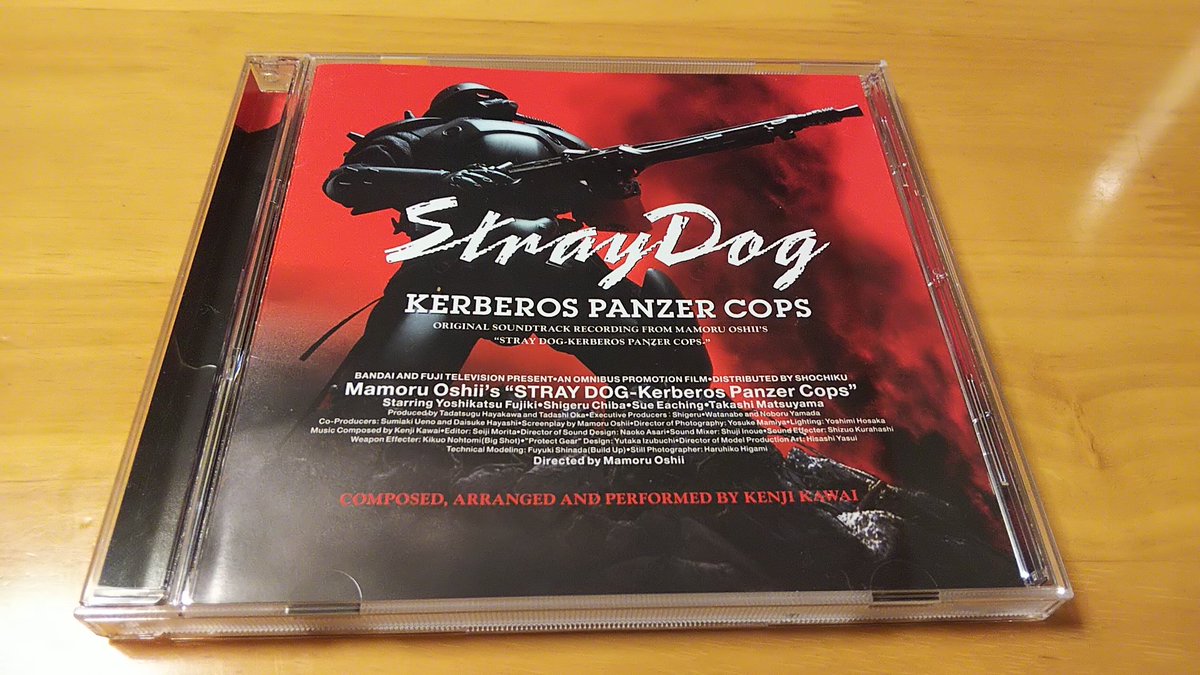 Stray Dog
KERBEROS PANZER COPS
ORIGINAL SOUNDTRACK RECORDING FROM MAMORU OSHII'S
"STRAY DOG-KERBEROS PANZER COPS-"
BANDAI AND FUJI TELEVISION PRESENT•AN OMNIBUS PROMOTION FILM•DISTRIBUTED BY SHOCHIKU
Mamoru Oshii's "STRAY DOG-Kerberos Panzer Cops"
Starring Yoshikatsu Fujiki•Shigeru Chiba•Sue Eaching•Takashi Matsuyama
Produced by Tadatsugu Hayakawa and Tadashi Oka•Executive Producers : Shigeru•Watanabe and Noboru Yamada
Co-Producers: Sumiaki Ueno and Daisuke Hayashi•Screenplay by Mamoru Oshii•Director of Photography: Yosuke Mamiya•Lighting: Yoshimi Hosaka
Music Composed by Kenji Kawai•Editor: Seiji Morita•Director of Sound Design: Naoko Asari•Sound Mixer: Shuji Inoue•Sound Effecter: Shizuo Kurahashi
Weapon Effecter: Kikuo Nohtomi(Big Shot)•"Protect Gear" Design: Yutaka Izubuchi•Director of Model Production Art: Hisashi Yasui
Technical Modeling: Fuyuki Shinada(Build Up)•Still Photographer: Haruhiko Higami
Directed by Mamoru Oshii
COMPOSED, ARRANGED AND PERFORMED BY KENJI KAWAI